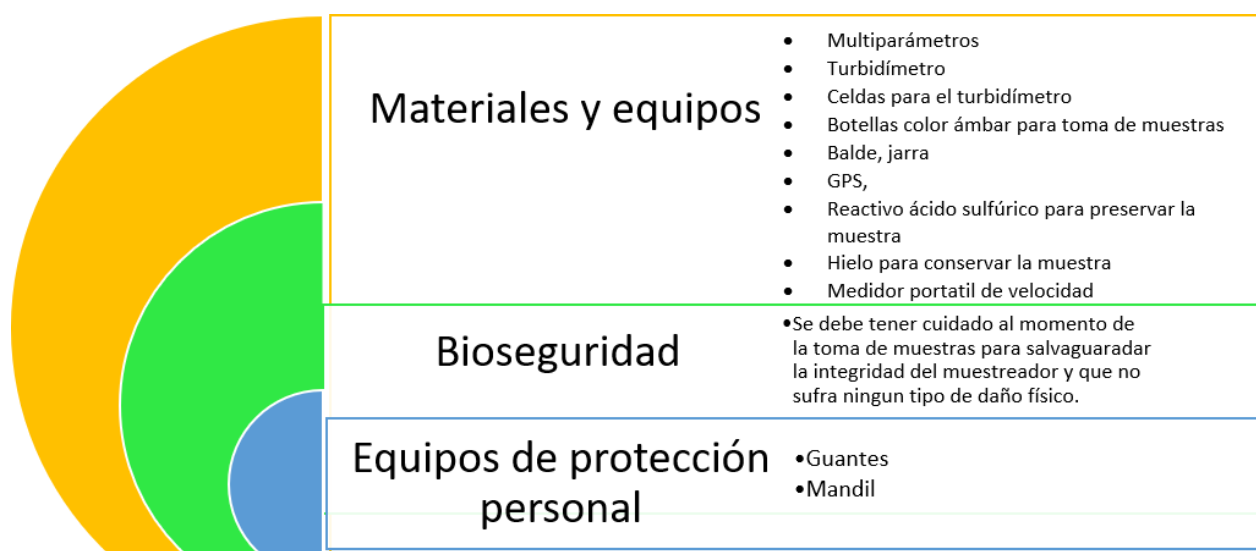 Materiales y equipos
• Multiparámetros
• Turbidímetro
• Celdas para el turbidímetro
• Botellas color ámbar para toma de muestras
• Balde, jarra
• GPS,
• Reactivo ácido sulfúrico para preservar la
muestra
• Hielo para conservar la muestra
• Medidor portatil de velocidad
Bioseguridad
•Se debe tener cuidado al momento de
la toma de muestras para salvaguaradar
la integridad del muestreador y que no
sufra ningun tipo de daño físico.
Equipos de protección
personal
•Guantes
•Mandil